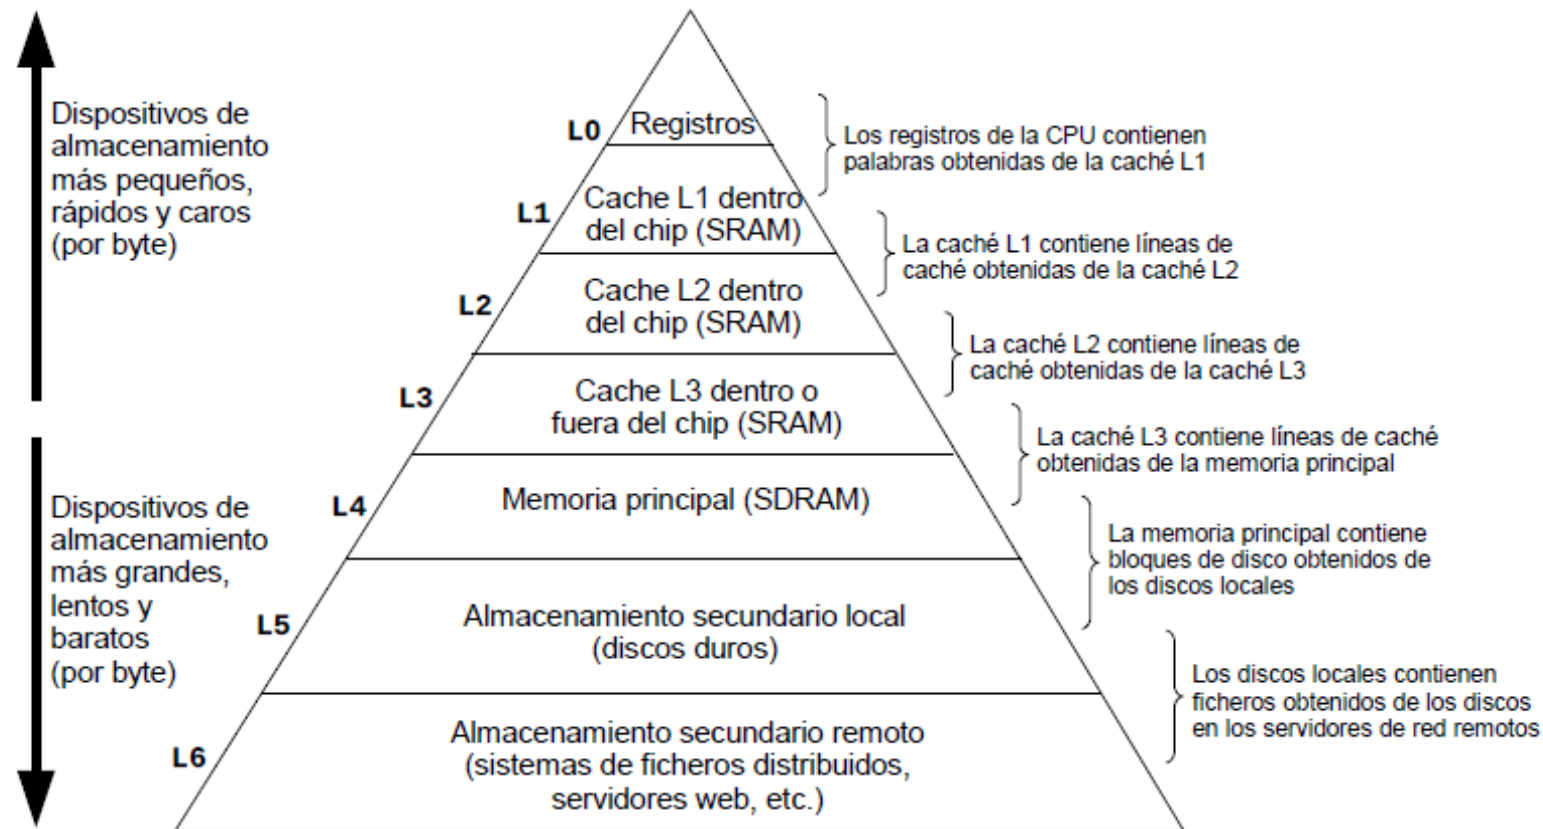 Dispositivos de
almacenamiento
más pequeños,
rápidos y caros
(por byte)
Dispositivos de
almacenamiento
más grandes,
lentos y
baratos
(por byte)
L0
Registros
L1
Cache L1 dentro
del chip (SRAM)
L2
Cache L2 dentro
del chip (SRAM)
L3
Cache L3 dentro o
fuera del chip (SRAM)
L4
Memoria principal (SDRAM)
L5
Almacenamiento secundario local
(discos duros)
L6
Almacenamiento secundario remoto
(sistemas de ficheros distribuidos,
servidores web, etc.)
Los registros de la CPU contienen
palabras obtenidas de la caché L1
La caché L1 contiene líneas de
caché obtenidas de la caché L2
La caché L2 contiene líneas de
caché obtenidas de la caché L3
La caché L3 contiene líneas de caché
obtenidas de la memoria principal
La memoria principal contiene
bloques de disco obtenidos de
los discos locales
Los discos locales contienen
ficheros obtenidos de los discos
en los servidores de red remotos